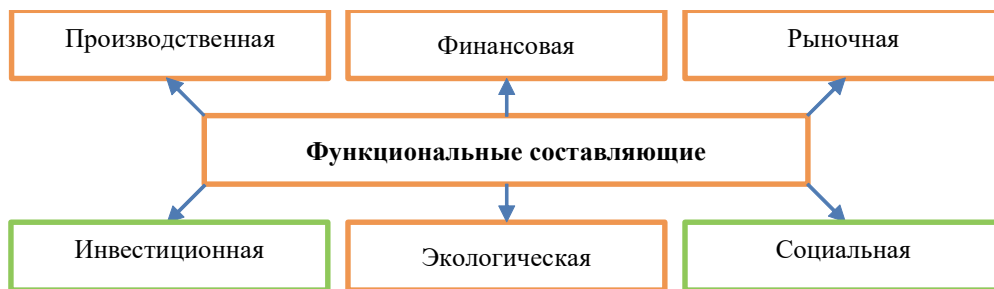 Производственная
Финансовая
Рыночная
Функциональные составляющие
Инвестиционная
Экологическая
Социальная